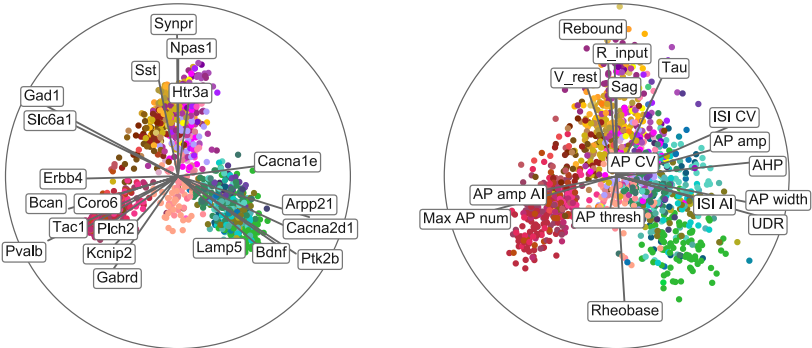 Synpr
Npas1
Sst
Htr3a
Gad1
Slc6a1
Cacna1e
Erbb4
Bcan
Coro6
Arpp21
Tac1
Plch2
Cacna2d1
Pvalb
Kcnip2
Lamp5
Bdnf
Ptk2b
Gabrd
Rebound
R_input
V_rest
Tau
Sag
ISI CV
AP amp
AP CV
AHP
AP amp AI
ISI AI
AP width
Max AP num
AP thresh
UDR
Rheobase